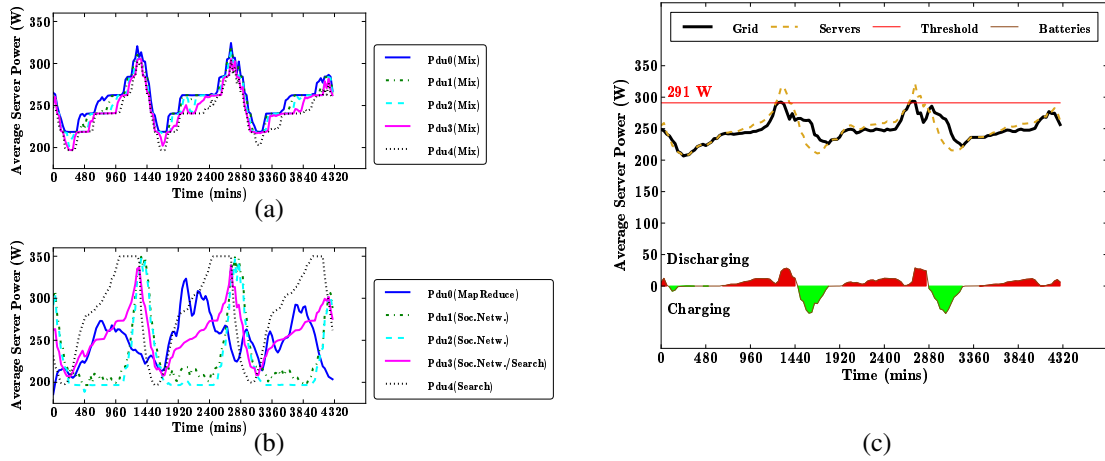 350
300
250
200
Average Server Power (W)
0 480 960 1440 1920 2400 2880 3360 3840 4320
Time (mins)
Pdu0(Mix)
Pdu1(Mix)
Pdu2(Mix)
Pdu3(Mix)
Pdu4(Mix)
(a)
350
300
250
200
Average Server Power (W)
0 480 960 1440 1920 2400 2880 3360 3840 4320
Time (mins)
Pdu0(MapReduce)
Pdu1(Soc.Netw.)
Pdu2(Soc.Netw.)
Pdu3(Soc.Netw./Search)
Pdu4(Search)
(b)
Grid Servers Threshold Batteries
350
300
250
200
150
100
50
0
Average Server Power (W)
291 W
Discharging
Charging
0 480 960 1440 1920 2400 2880 3360 3840 4320
Time (mins)
(c)